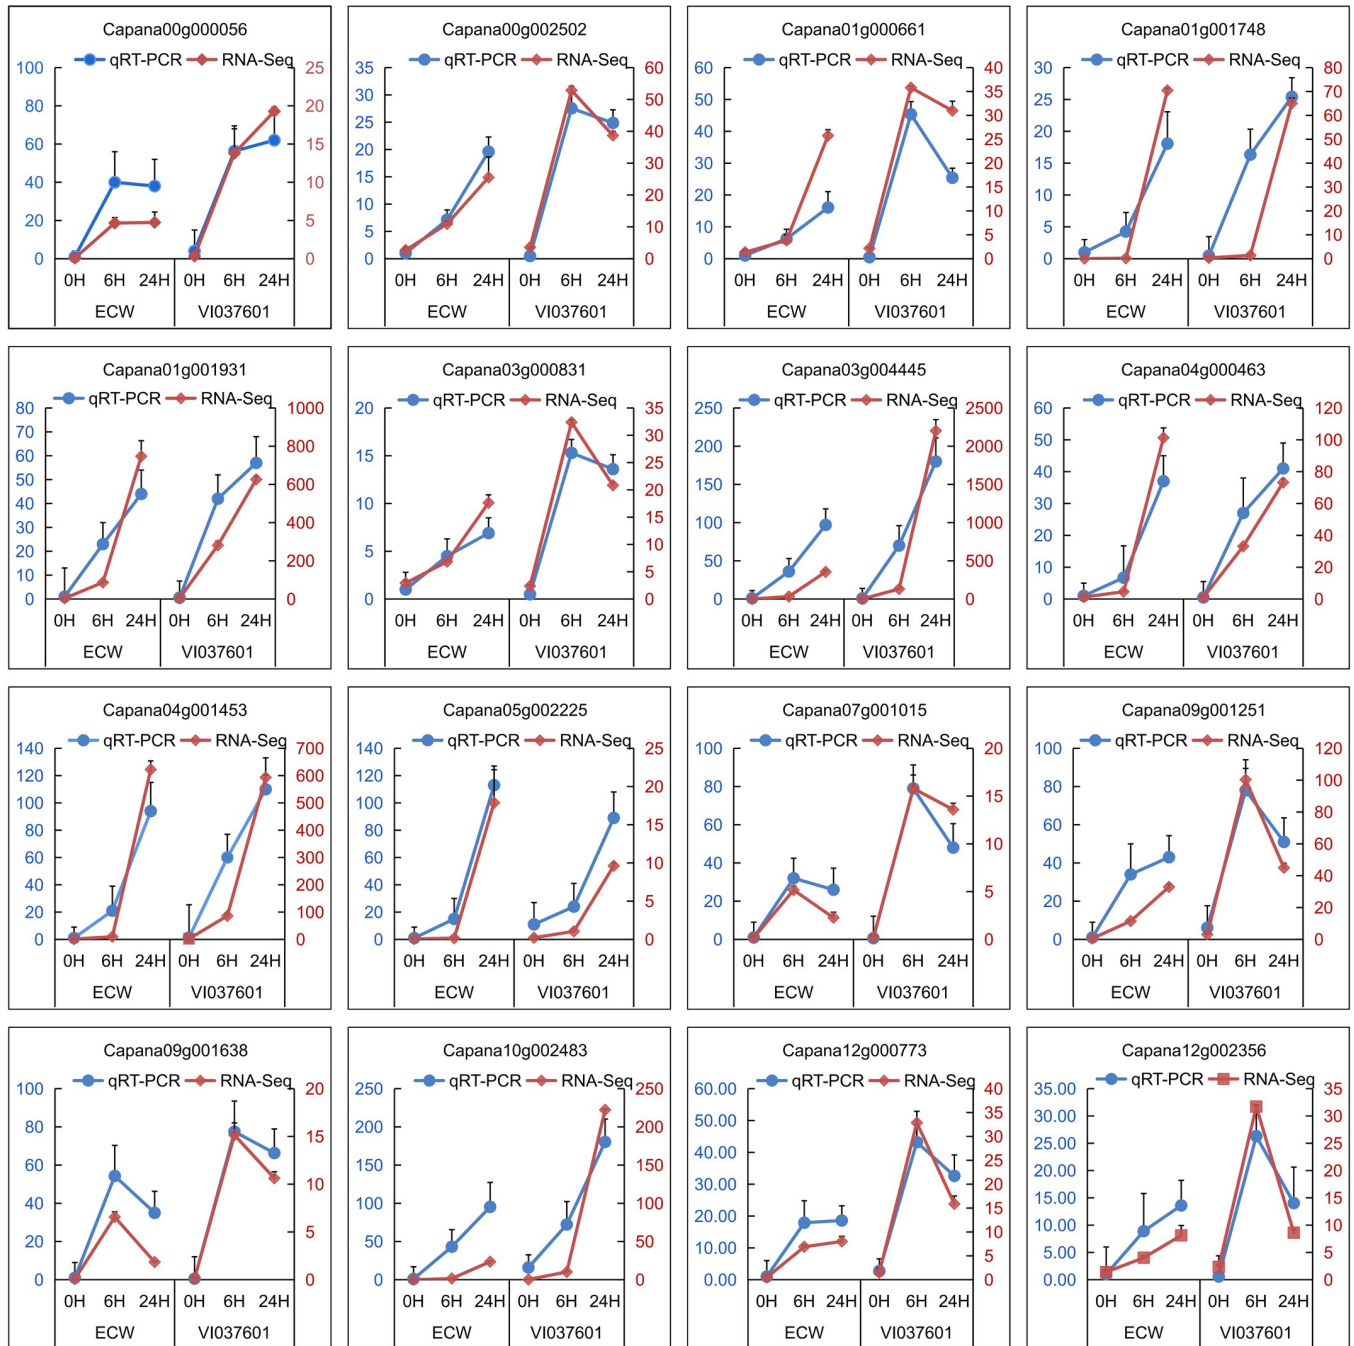 Capana00g000056
qRT-PCR RNA-Seq
100 80 60 40 20 0
25 20 15 10 5 0
0H 6H 24H 0H 6H 24H
ECW VI037601
Capana00g002502
qRT-PCR RNA-Seq
35 30 25 20 15 10 5 0
60 50 40 30 20 10 0
0H 6H 24H 0H 6H 24H
ECW VI037601
Capana01g000661
qRT-PCR RNA-Seq
60 50 40 30 20 10 0
40 35 30 25 20 15 10 5 0
0H 6H 24H 0H 6H 24H
ECW VI037601
Capana01g001748
qRT-PCR RNA-Seq
30 25 20 15 10 5 0
80 70 60 50 40 30 20 10 0
0H 6H 24H 0H 6H 24H
ECW VI037601
Capana01g001931
qRT-PCR RNA-Seq
80 70 60 50 40 30 20 10 0
1000 800 600 400 200 0
0H 6H 24H 0H 6H 24H
ECW VI037601
Capana03g000831
qRT-PCR RNA-Seq
20 15 10 5 0
35 30 25 20 15 10 5 0
0H 6H 24H 0H 6H 24H
ECW VI037601
Capana03g004445
qRT-PCR RNA-Seq
250 200 150 100 50 0
2500 2000 1500 1000 500 0
0H 6H 24H 0H 6H 24H
ECW VI037601
Capana04g000463
qRT-PCR RNA-Seq
60 50 40 30 20 10 0
120 100 80 60 40 20 0
0H 6H 24H 0H 6H 24H
ECW VI037601
Capana04g001453
qRT-PCR RNA-Seq
140 120 100 80 60 40 20 0
700 600 500 400 300 200 100 0
0H 6H 24H 0H 6H 24H
ECW VI037601
Capana05g002225
qRT-PCR RNA-Seq
140 120 100 80 60 40 20 0
25 20 15 10 5 0
0H 6H 24H 0H 6H 24H
ECW VI037601
Capana07g001015
qRT-PCR RNA-Seq
100 80 60 40 20 0
20 15 10 5 0
0H 6H 24H 0H 6H 24H
ECW VI037601
Capana09g001251
qRT-PCR RNA-Seq
100 80 60 40 20 0
120 100 80 60 40 20 0
0H 6H 24H 0H 6H 24H
ECW VI037601
Capana09g001638
qRT-PCR RNA-Seq
100 80 60 40 20 0
20 15 10 5 0
0H 6H 24H 0H 6H 24H
ECW VI037601
Capana10g002483
qRT-PCR RNA-Seq
250 200 150 100 50 0
250 200 150 100 50 0
0H 6H 24H 0H 6H 24H
ECW VI037601
Capana12g000773
qRT-PCR RNA-Seq
60.00 50.00 40.00 30.00 20.00 10.00 0.00
40 35 30 25 20 15 10 5 0
0H 6H 24H 0H 6H 24H
ECW VI037601
Capana12g002356
qRT-PCR RNA-Seq
35.00 30.00 25.00 20.00 15.00 10.00 5.00 0.00
35 30 25 20 15 10 5 0
0H 6H 24H 0H 6H 24H
ECW VI037601